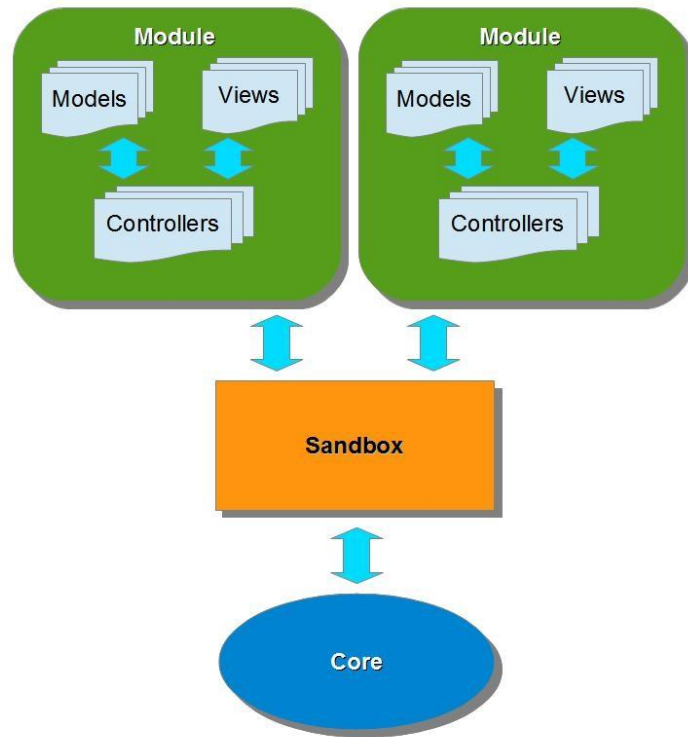 Module
Models
Views
Controllers
Module
Models
Views
Controllers
Sandbox
Core